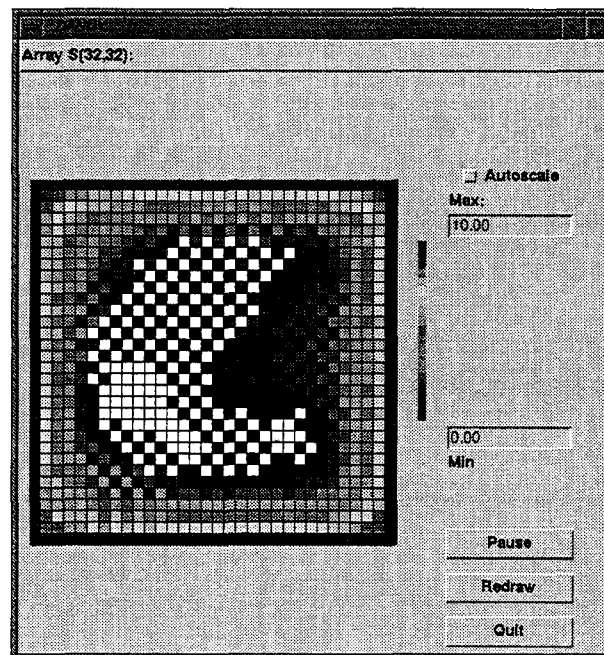 Array S(32,32):
Autoscale
Max:
10.00
0.00
Min
Pause
Redraw
Quit